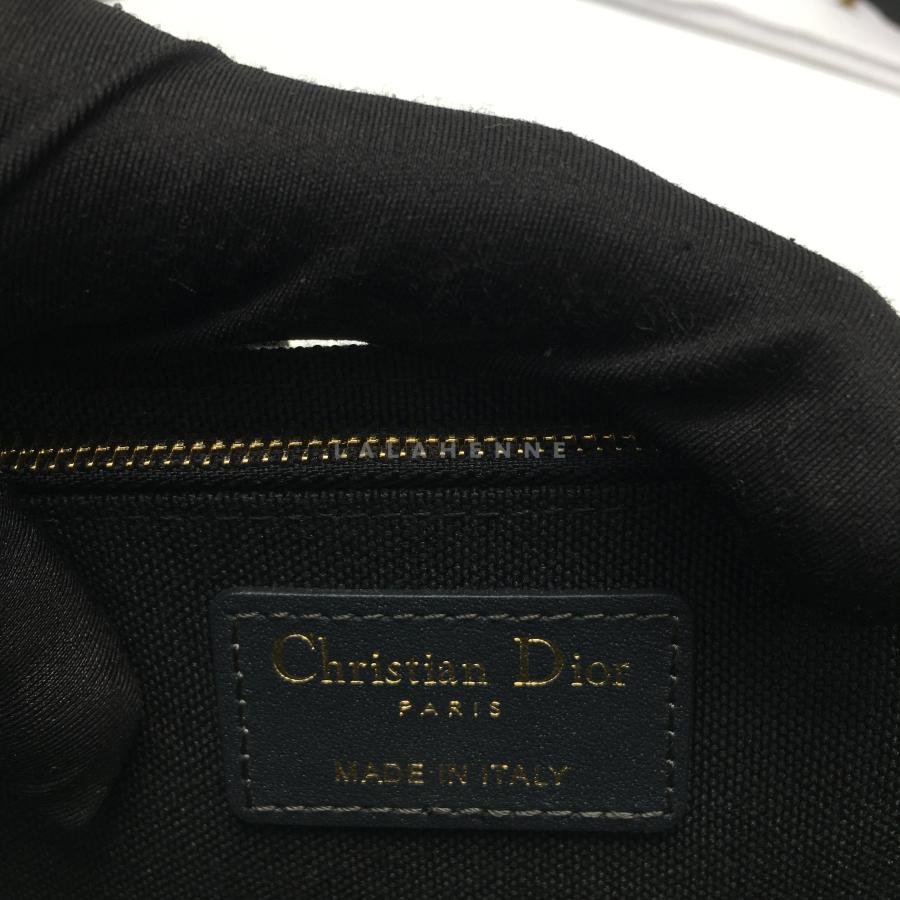 LALAHENNE
Christian Dior
PARIS
MADE IN ITALY